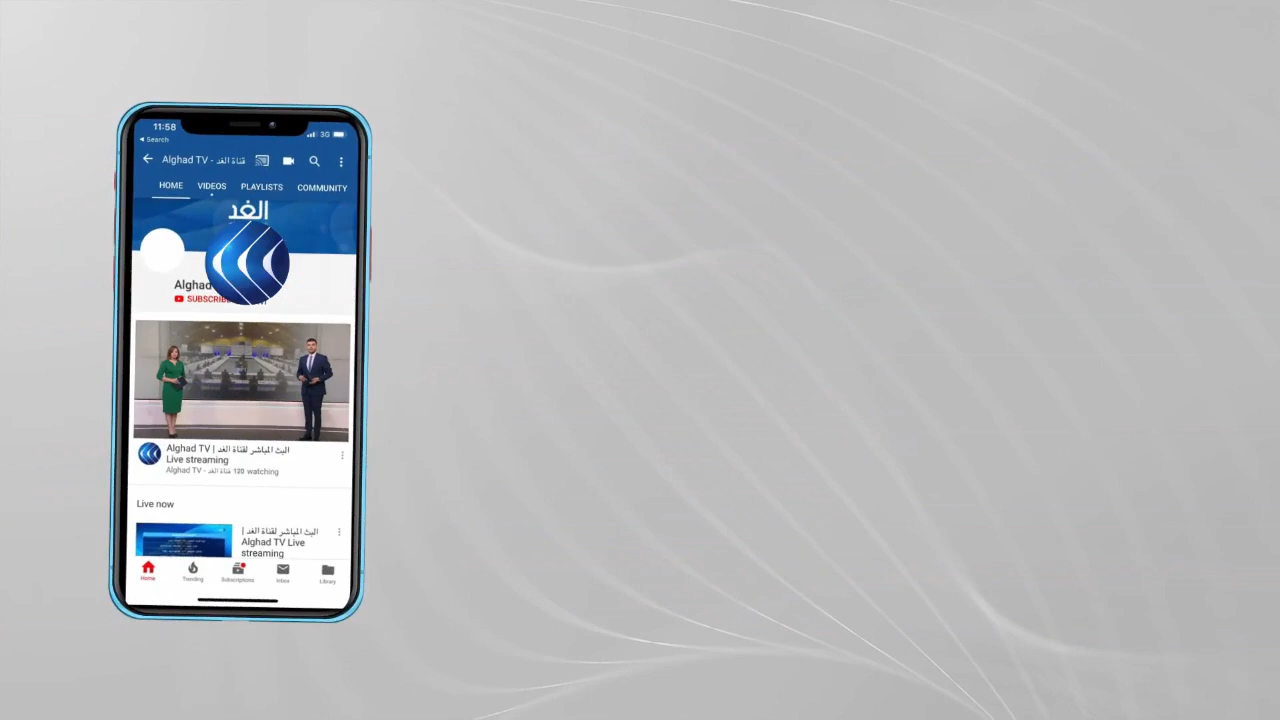 11:58
3G
Search
Alghad TV - قناة الغد
HOME VIDEOS PLAYLISTS COMMUNITY
الغد
Alghad
SUBSCRIBE
Alghad TV | البث المباشر لقناة الغد
Live streaming
Alghad TV - قناة الغد 120 watching
Live now
البث المباشر لقناة الغد |
Alghad TV Live
streaming
Home Trending Subscriptions Inbox Library